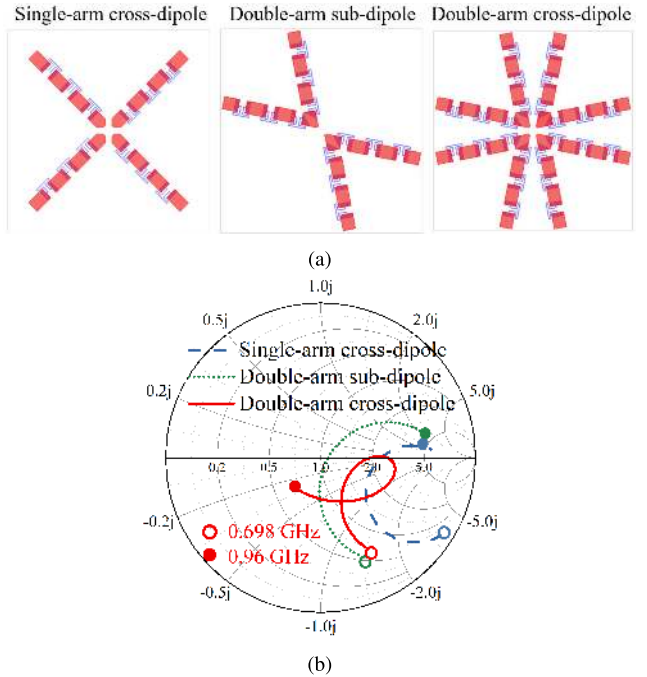 Single-arm cross-dipole Double-arm sub-dipole Double-arm cross-dipole
(a)
1.0j
0.5j 2.0j
Single-arm cross-dipole
Double-arm sub-dipole
0.2j 5.0j
Double-arm cross-dipole
0.2 0.5 1.0 2.0 5.0
-0.2j -5.0j
0.698 GHz
0.96 GHz
-0.5j -2.0j
-1.0j
(b)